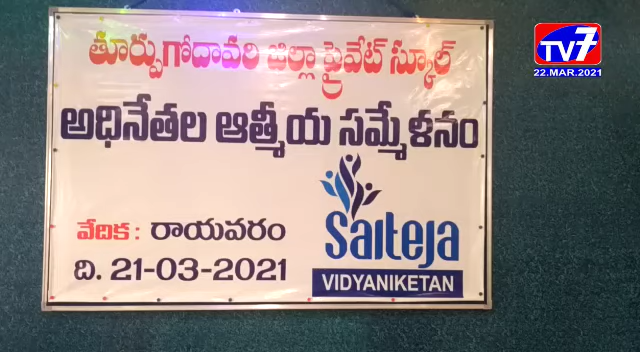 తూర్పుగోదావరి జిల్లా ప్రైవేట్ స్కూల్
అధినేతల ఆత్మీయ సమ్మేళనం
వేదిక : రాయవరం
ది. 21-03-2021
Saiteja
VIDYANIKETAN
TV7
22.MAR.2021